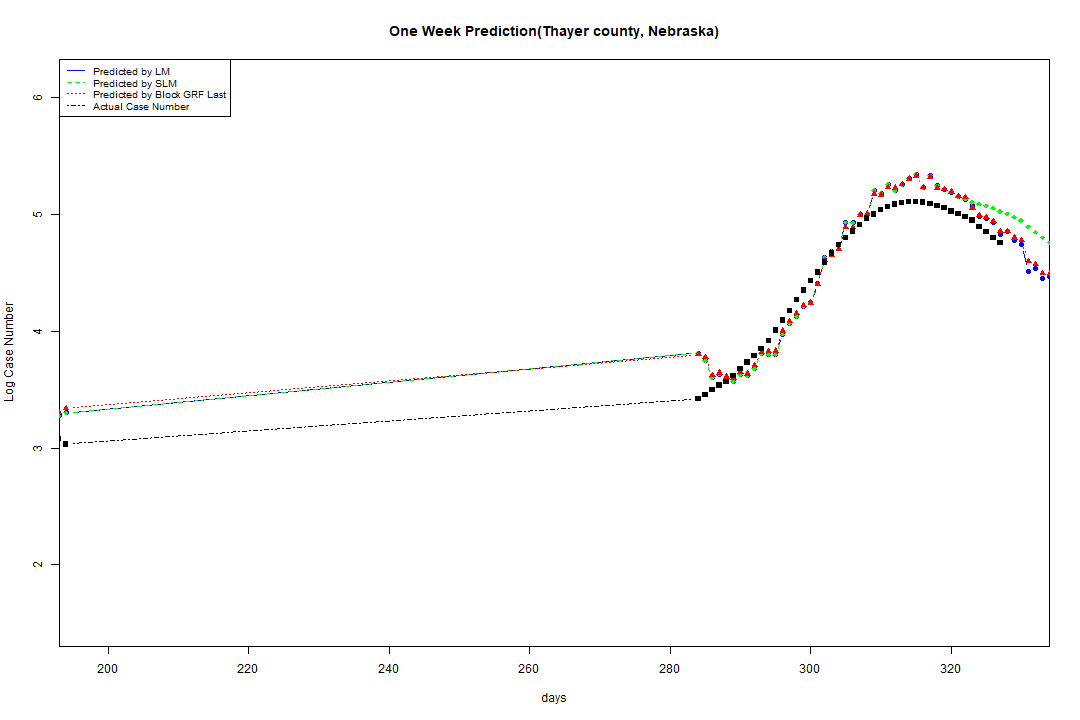 One Week Prediction(Thayer county, Nebraska)
Predicted by LM
Predicted by SLM
Predicted by Block GRF Last
Actual Case Number
6
5
4
3
2
Log Case Number
200
220
240
260
280
300
320
days